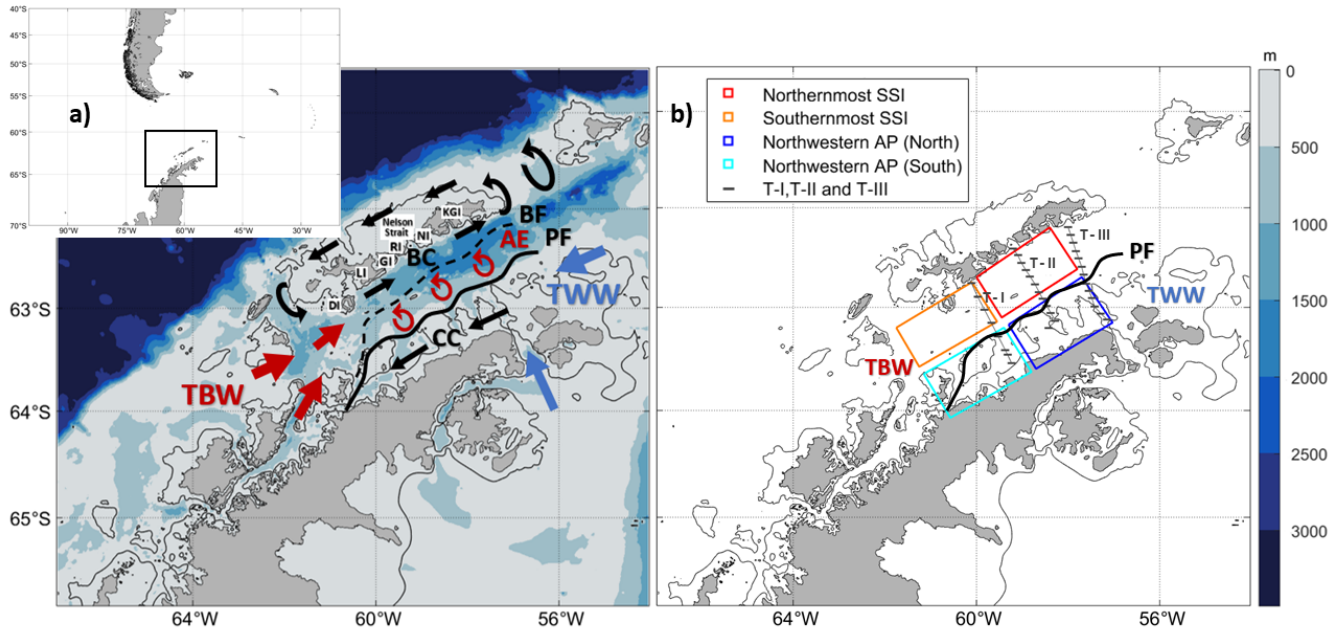 40°S
45°S
50°S
55°S
60°S
65°S
70°S
90°W 75°W 60°W 45°W 30°W
a)
KGI
Nelson
Strait
NI
RI
GI
LI
DI
BC
BF
AE
PF
TWW
CC
TBW
63°S
64°S
65°S
64°W 60°W 56°W
b)
Northernmost SSI
Southernmost SSI
Northwestern AP (North)
Northwestern AP (South)
T-I,T-II and T-III
T-III
T-II
T-I
PF
TWW
TBW
63°S
64°S
65°S
64°W 60°W 56°W
m
0
500
1000
1500
2000
2500
3000